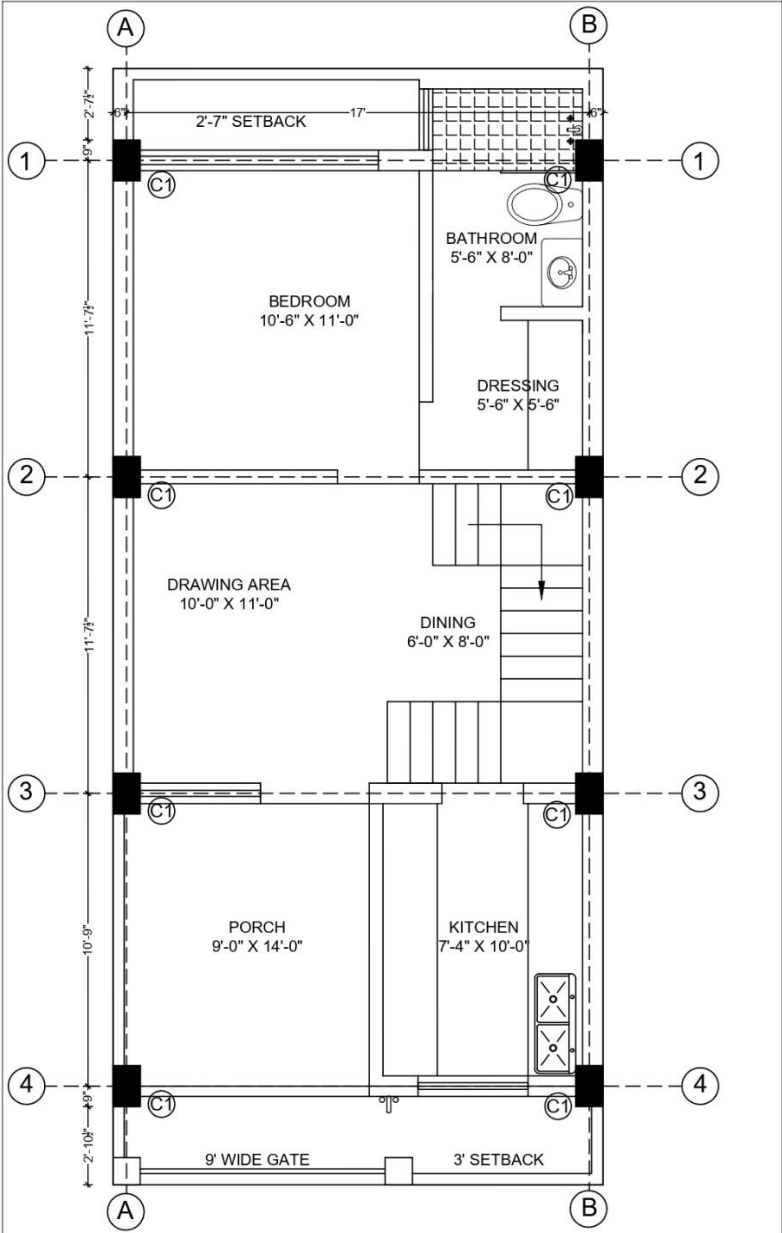 A
B
2'-7½"
6"
17'
6"
2'-7" SETBACK
9"
1
1
C1
C1
BATHROOM
5'-6" X 8'-0"
BEDROOM
10'-6" X 11'-0"
11'-7½"
DRESSING
5'-6" X 5'-6"
2
2
C1
C1
DRAWING AREA
10'-0" X 11'-0"
11'-7½"
DINING
6'-0" X 8'-0"
3
3
C1
C1
PORCH
9'-0" X 14'-0"
KITCHEN
7'-4" X 10'-0"
10'-9"
4
4
9"
C1
C1
2'-10½"
9' WIDE GATE
3' SETBACK
A
B